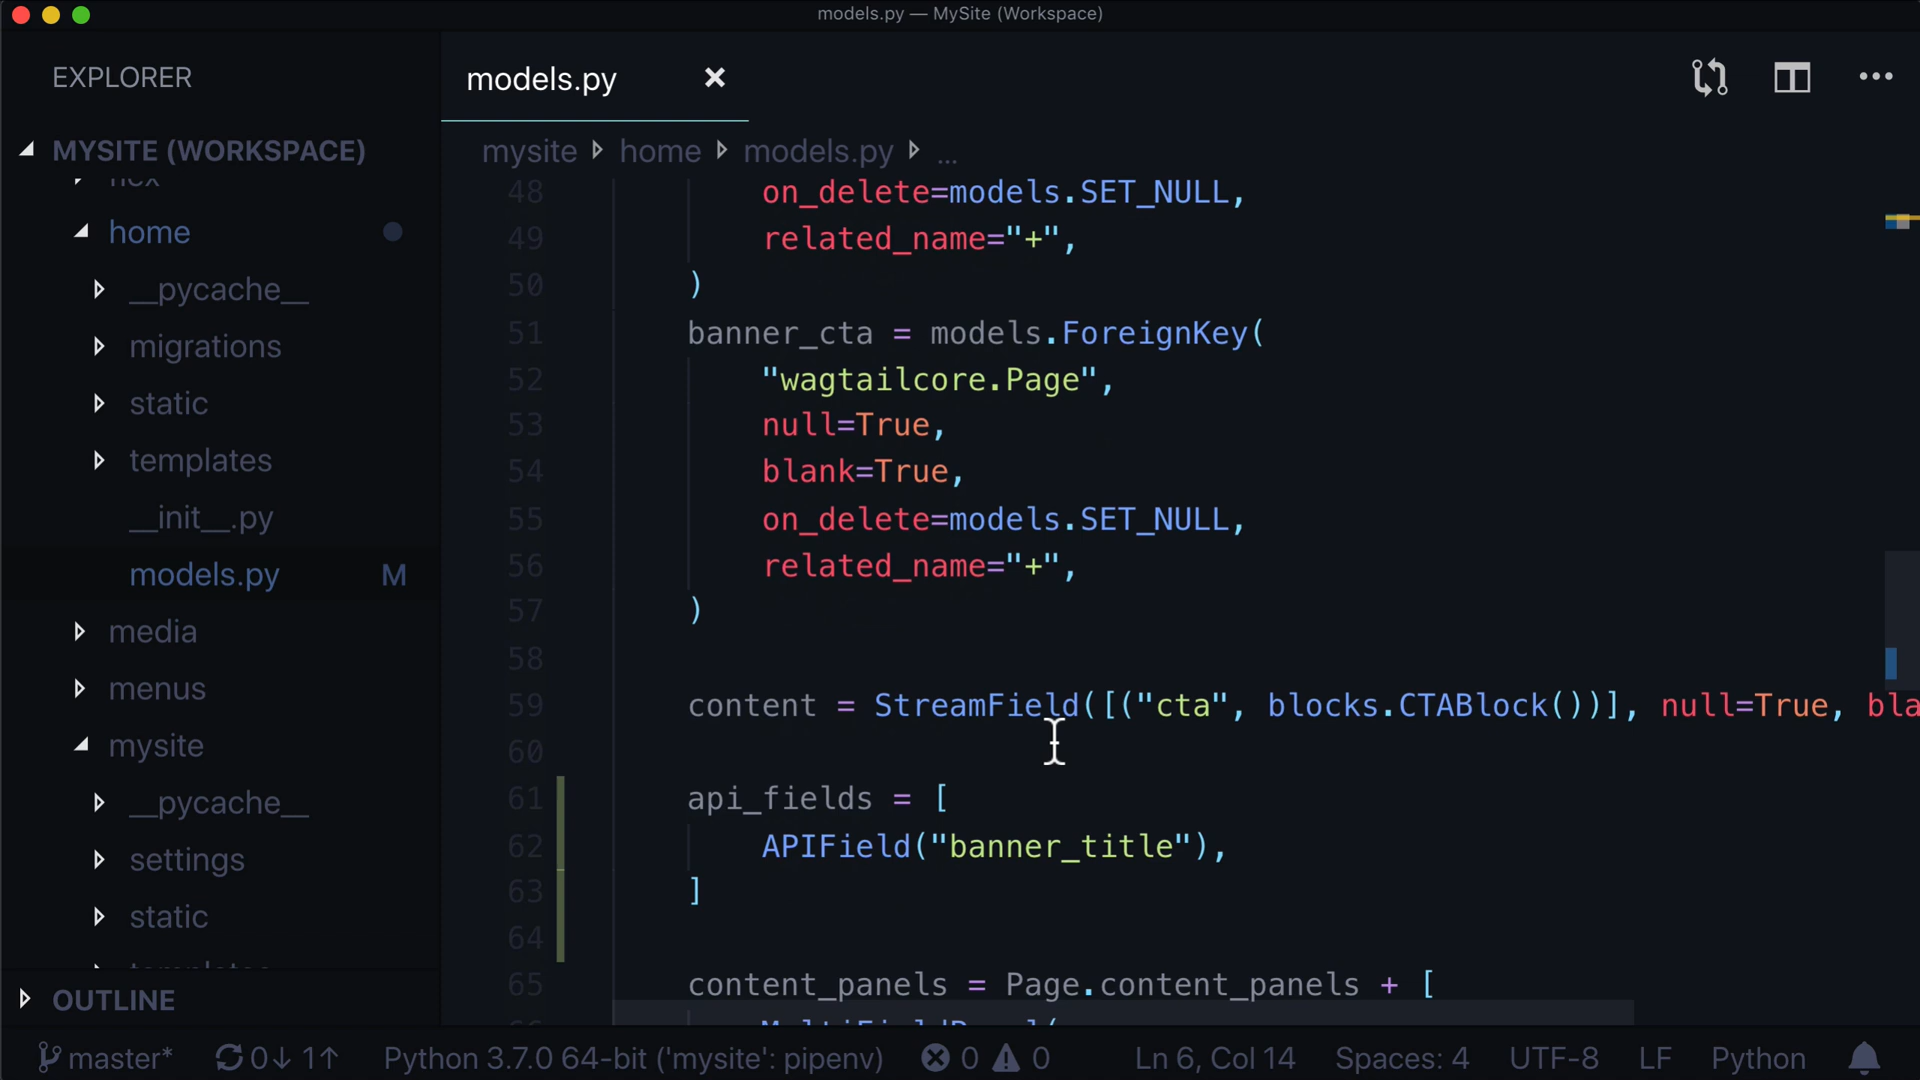 models.py — MySite (Workspace)
EXPLORER
models.py
MYSITE (WORKSPACE)
mysite home models.py ...
home
__pycache__
migrations
static
templates
__init__.py
models.py M
media
menus
mysite
__pycache__
settings
static
OUTLINE
48 on_delete=models.SET_NULL,
49 related_name="+",
50 )
51 banner_cta = models.ForeignKey(
52 "wagtailcore.Page",
53 null=True,
54 blank=True,
55 on_delete=models.SET_NULL,
56 related_name="+",
57 )
58
59 content = StreamField([("cta", blocks.CTABlock())], null=True, bla
60
61 api_fields = [
62 APIField("banner_title"),
63 ]
64
65 content_panels = Page.content_panels + [
master* 0↓ 1↑ Python 3.7.0 64-bit ('mysite': pipenv) 0 0 Ln 6, Col 14 Spaces: 4 UTF-8 LF Python